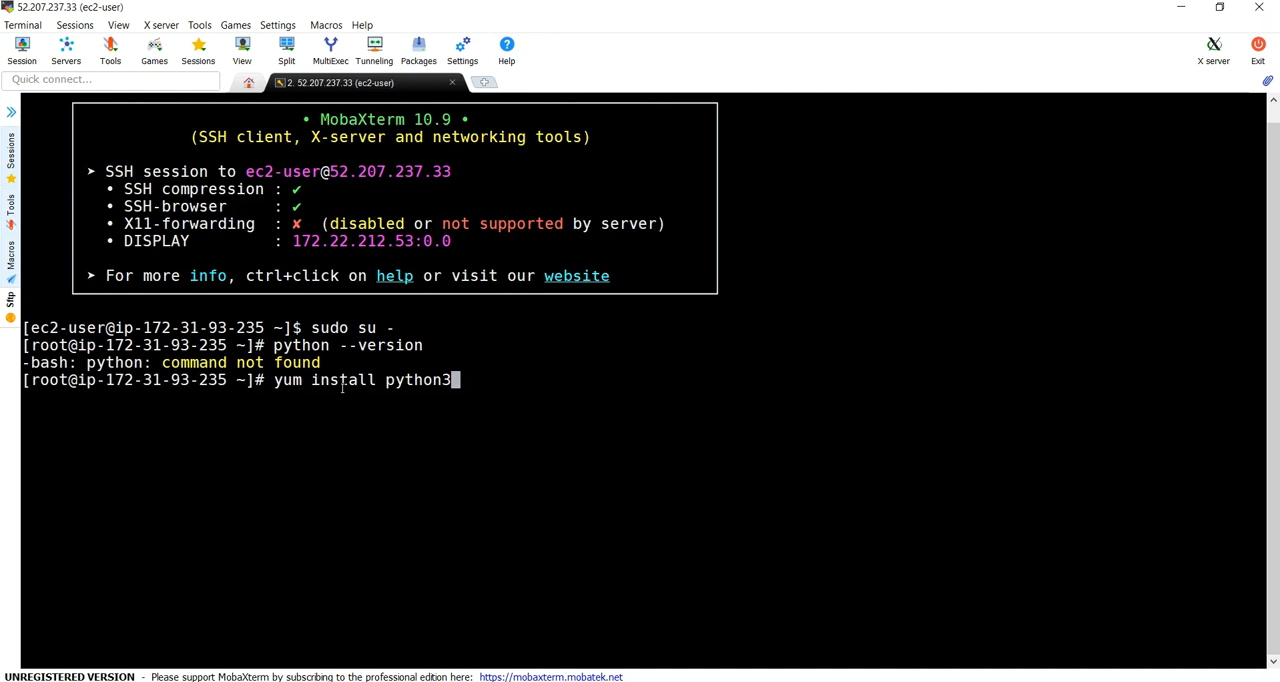 52.207.237.33 (ec2-user)
Terminal Sessions View X server Tools Games Settings Macros Help
Session Servers Tools Games Sessions View Split MultiExec Tunneling Packages Settings Help X server Exit
Quick connect...
2. 52.207.237.33 (ec2-user)
Sessions
Tools
Macros
Sftp
• MobaXterm 10.9 •
(SSH client, X-server and networking tools)
➤ SSH session to ec2-user@52.207.237.33
• SSH compression : ✔
• SSH-browser : ✔
• X11-forwarding : ✘ (disabled or not supported by server)
• DISPLAY : 172.22.212.53:0.0
➤ For more info, ctrl+click on help or visit our website
[ec2-user@ip-172-31-93-235 ~]$ sudo su -
[root@ip-172-31-93-235 ~]# python --version
-bash: python: command not found
[root@ip-172-31-93-235 ~]# yum install python3
UNREGISTERED VERSION - Please support MobaXterm by subscribing to the professional edition here: https://mobaxterm.mobatek.net